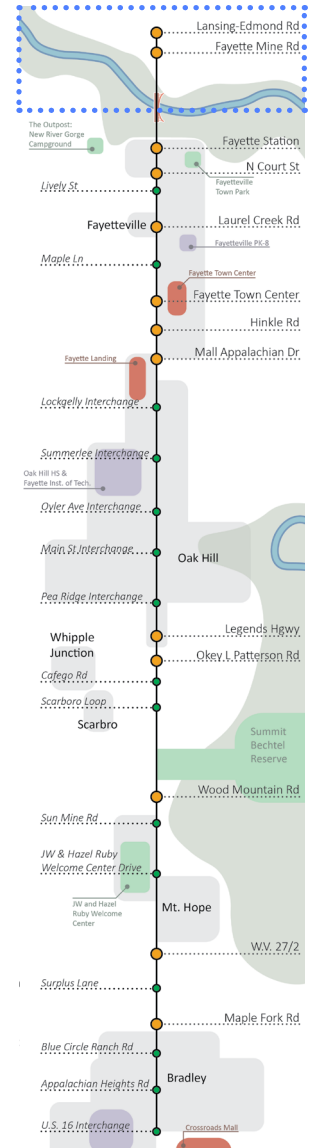 Lansing-Edmond Rd
Fayette Mine Rd
The Outpost:
New River Gorge
Campground
Fayette Station
N Court St
Lively St
Fayetteville
Town Park
Fayetteville
Laurel Creek Rd
Fayetteville PK-8
Maple Ln
Fayette Town Center
Fayette Town Center
Hinkle Rd
Mall Appalachian Dr
Fayette Landing
Lockgelly Interchange
Summerlee Interchange
Oak Hill HS &
Fayette Inst. of Tech.
Oyler Ave Interchange
Main St Interchange
Oak Hill
Pea Ridge Interchange
Legends Hgwy
Whipple
Junction
Okey L Patterson Rd
Cafego Rd
Scarboro Loop
Scarbro
Summit
Bechtel
Reserve
Wood Mountain Rd
Sun Mine Rd
JW & Hazel Ruby
Welcome Center Drive
JW and Hazel
Ruby Welcome
Center
Mt. Hope
W.V. 27/2
Surplus Lane
Maple Fork Rd
Blue Circle Ranch Rd
Bradley
Appalachian Heights Rd
U.S. 16 Interchange
Crossroads Mall